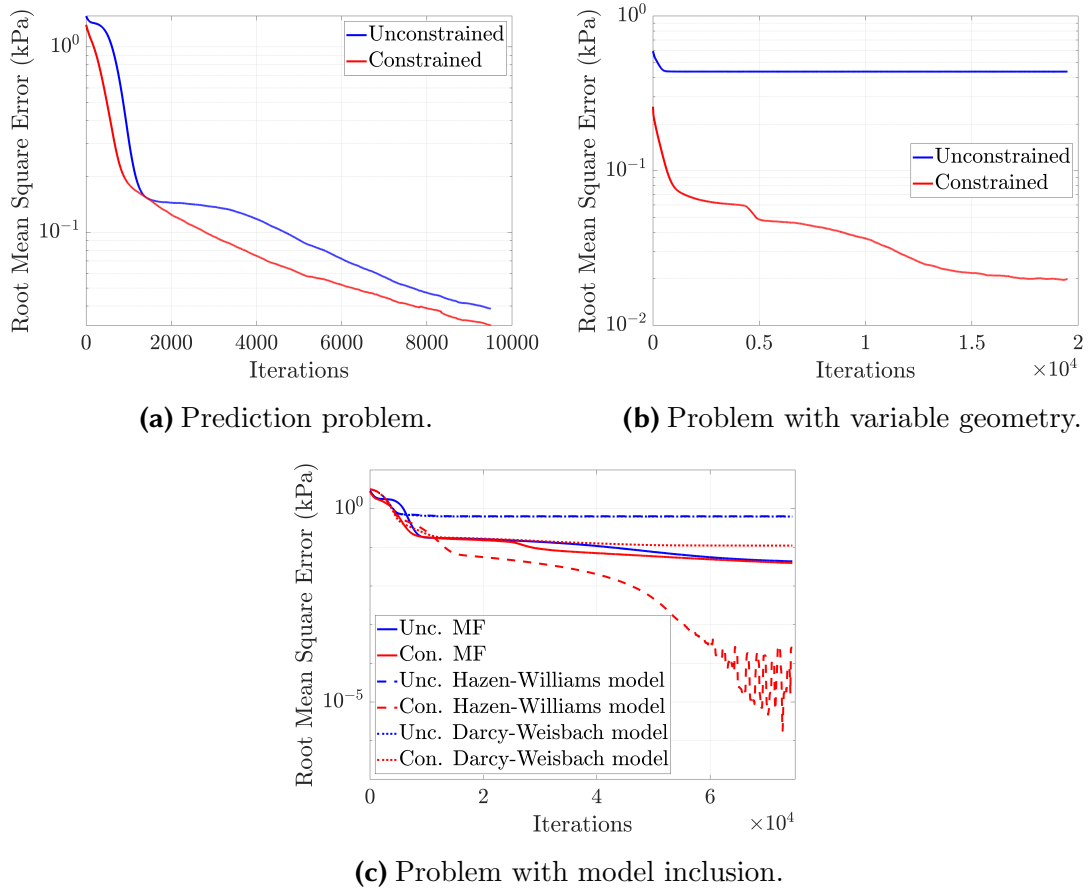 Root Mean Square Error (kPa)
10^0
10^-1
Unconstrained
Constrained
0 2000 4000 6000 8000 10000
Iterations
(a) Prediction problem.
Root Mean Square Error (kPa)
10^0
10^-1
10^-2
Unconstrained
Constrained
0 0.5 1 1.5 2
×10^4
Iterations
(b) Problem with variable geometry.
Root Mean Square Error (kPa)
10^0
10^-5
Unc. MF
Con. MF
Unc. Hazen-Williams model
Con. Hazen-Williams model
Unc. Darcy-Weisbach model
Con. Darcy-Weisbach model
0 2 4 6
×10^4
Iterations
(c) Problem with model inclusion.